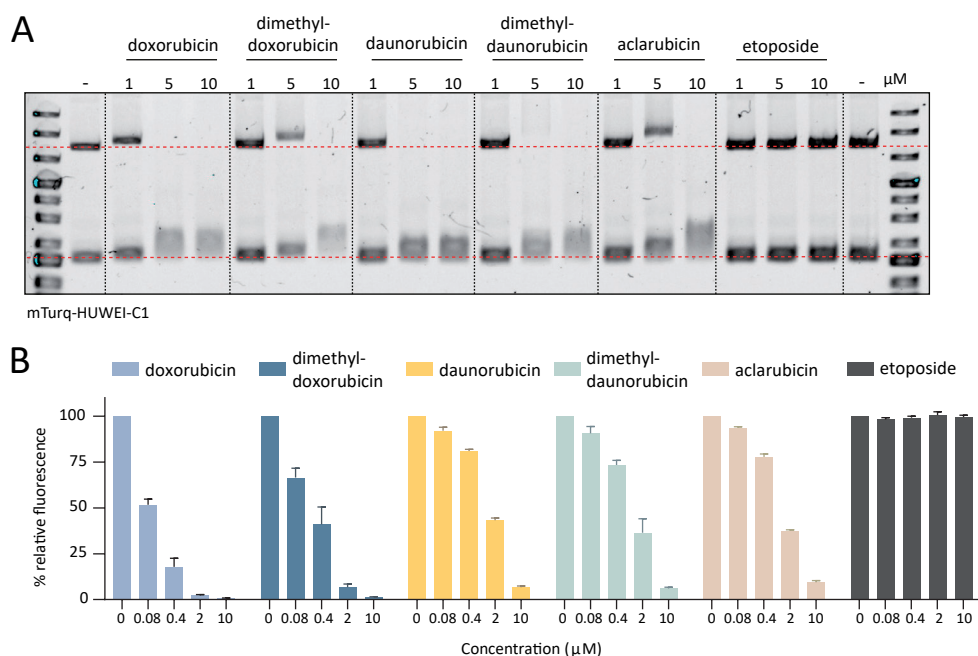 A
doxorubicin
dimethyl-
doxorubicin
daunorubicin
dimethyl-
daunorubicin
aclarubicin
etoposide
- 1 5 10 1 5 10 1 5 10 1 5 10 1 5 10 1 5 10 - μM
mTurq-HUWEI-C1
B
doxorubicin
dimethyl-
doxorubicin
daunorubicin
dimethyl-
daunorubicin
aclarubicin
etoposide
% relative fluorescence
100
75
50
25
0
0 0.08 0.4 2 10 0 0.08 0.4 2 10 0 0.08 0.4 2 10 0 0.08 0.4 2 10 0 0.08 0.4 2 10 0 0.08 0.4 2 10
Concentration (μM)